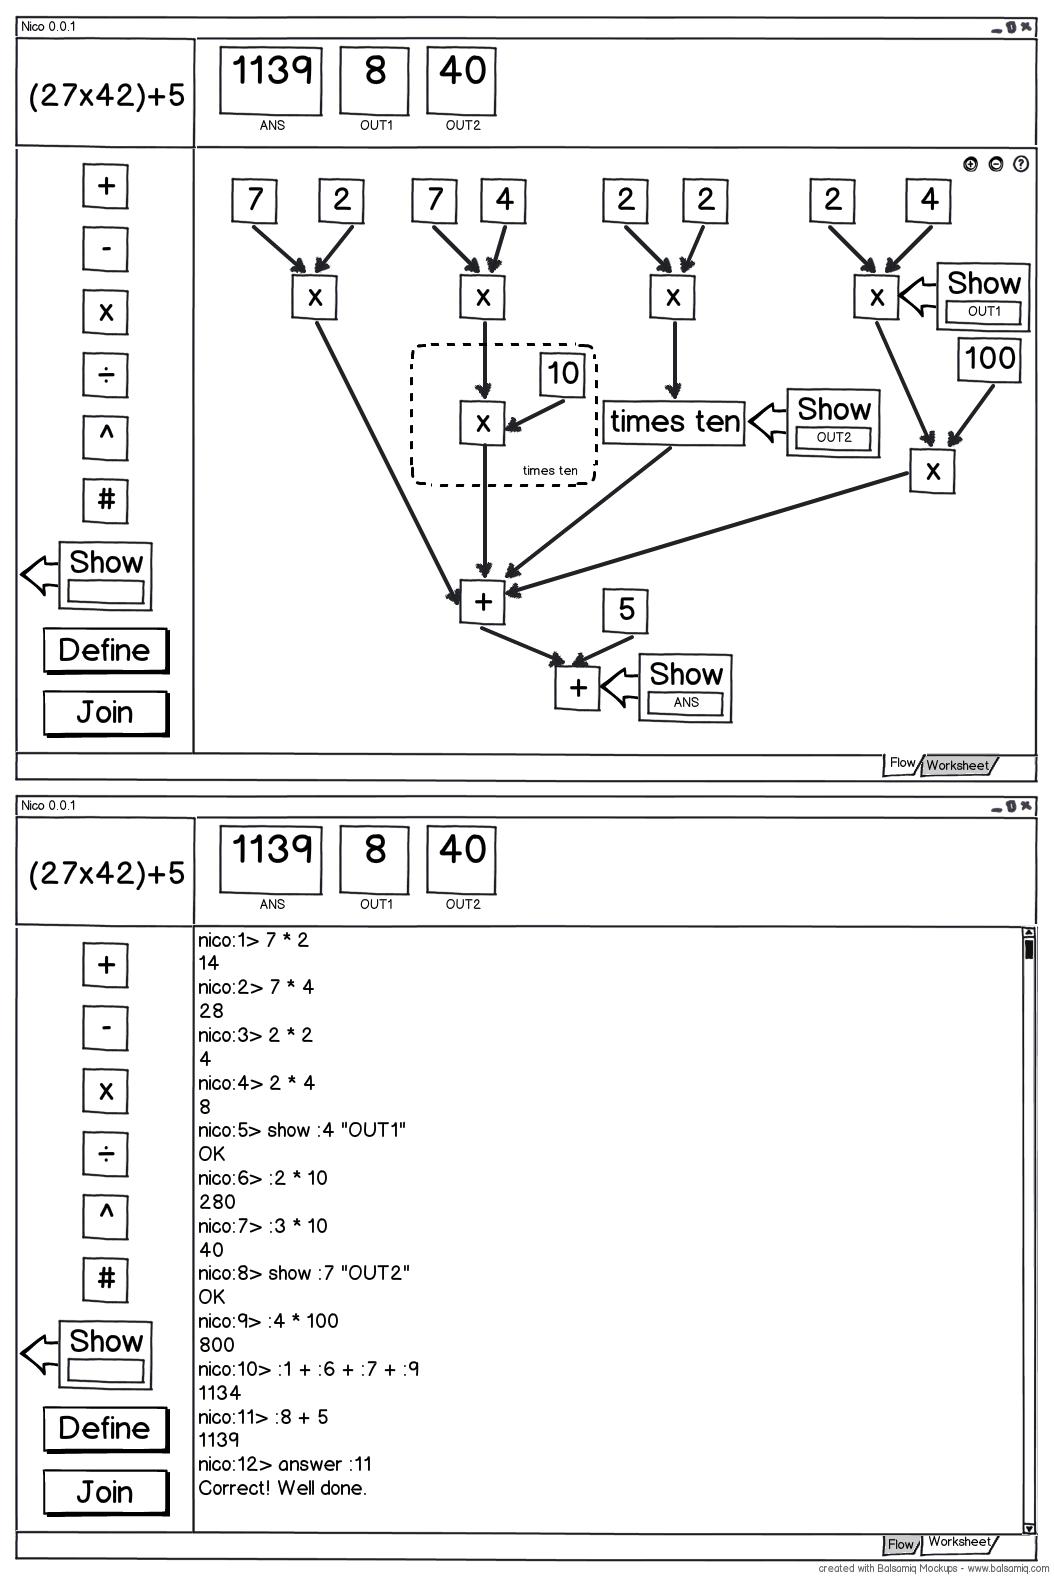 Nico 0.0.1
(27x42)+5
1139 8 40
ANS OUT1 OUT2
+
-
x
÷
^
#
Show
Define
Join
7 2 7 4 2 2 2 4
x x x x
Show
OUT1
10
100
x
times ten
times ten
Show
OUT2
x
+
5
+
Show
ANS
Flow Worksheet
Nico 0.0.1
(27x42)+5
1139 8 40
ANS OUT1 OUT2
+
-
x
÷
^
#
Show
Define
Join
nico:1> 7 * 2
14
nico:2> 7 * 4
28
nico:3> 2 * 2
4
nico:4> 2 * 4
8
nico:5> show :4 "OUT1"
OK
nico:6> :2 * 10
280
nico:7> :3 * 10
40
nico:8> show :7 "OUT2"
OK
nico:9> :4 * 100
800
nico:10> :1 + :6 + :7 + :9
1134
nico:11> :8 + 5
1139
nico:12> answer :11
Correct! Well done.
Flow Worksheet
created with Balsamiq Mockups - www.balsamiq.com